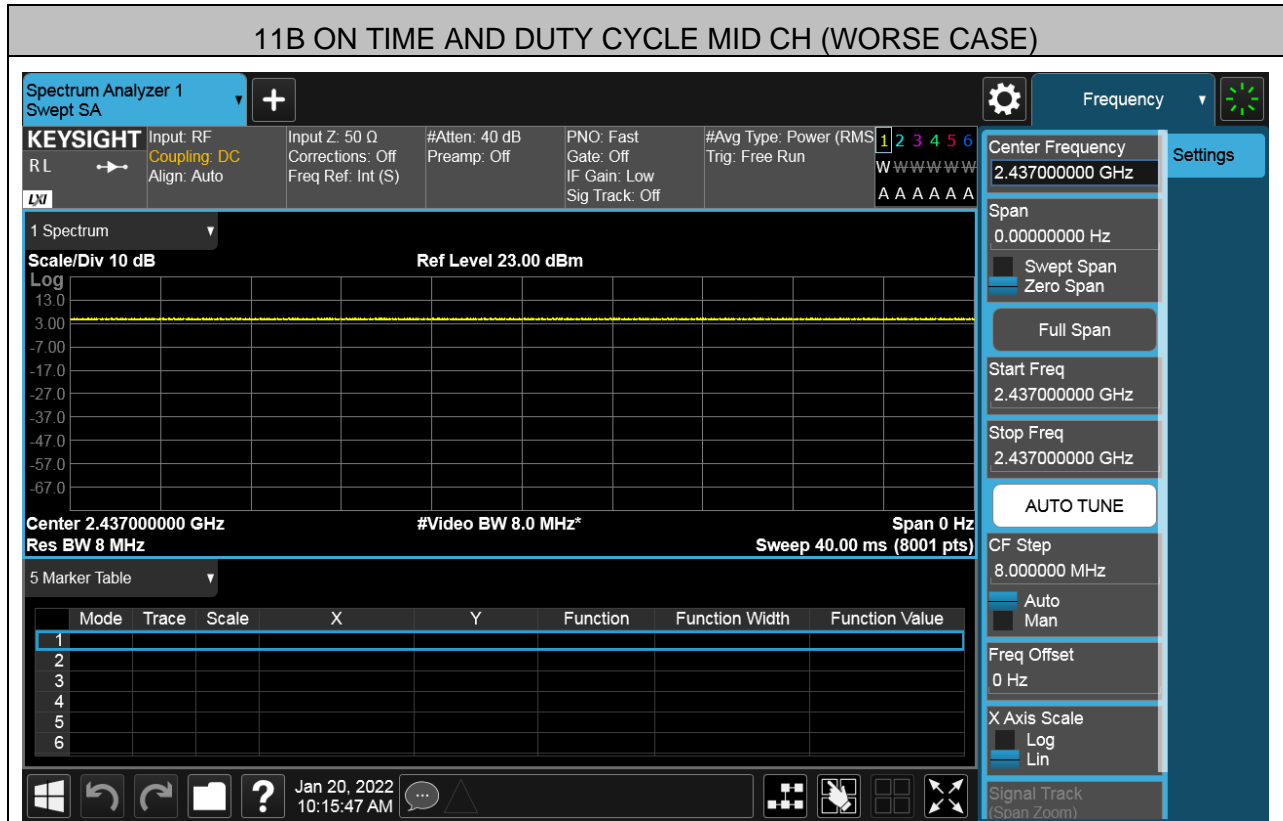 11B ON TIME AND DUTY CYCLE MID CH (WORSE CASE)
Spectrum Analyzer 1
Swept SA
+
Frequency
KEYSIGHT
RL
LXI
Input: RF
Coupling: DC
Align: Auto
Input Z: 50 Ω
Corrections: Off
Freq Ref: Int (S)
#Atten: 40 dB
Preamp: Off
PNO: Fast
Gate: Off
IF Gain: Low
Sig Track: Off
#Avg Type: Power (RMS
Trig: Free Run
1 2 3 4 5 6
W W W W W W
A A A A A A
1 Spectrum
Scale/Div 10 dB
Ref Level 23.00 dBm
Log
13.0
3.00
-7.00
-17.0
-27.0
-37.0
-47.0
-57.0
-67.0
Center 2.437000000 GHz
#Video BW 8.0 MHz*
Span 0 Hz
Res BW 8 MHz
Sweep 40.00 ms (8001 pts)
5 Marker Table
Mode Trace Scale X Y Function Function Width Function Value
1
2
3
4
5
6
Jan 20, 2022
10:15:47 AM
?
Center Frequency
2.437000000 GHz
Settings
Span
0.00000000 Hz
Swept Span
Zero Span
Full Span
Start Freq
2.437000000 GHz
Stop Freq
2.437000000 GHz
AUTO TUNE
CF Step
8.000000 MHz
Auto
Man
Freq Offset
0 Hz
X Axis Scale
Log
Lin
Signal Track
(Span Zoom)